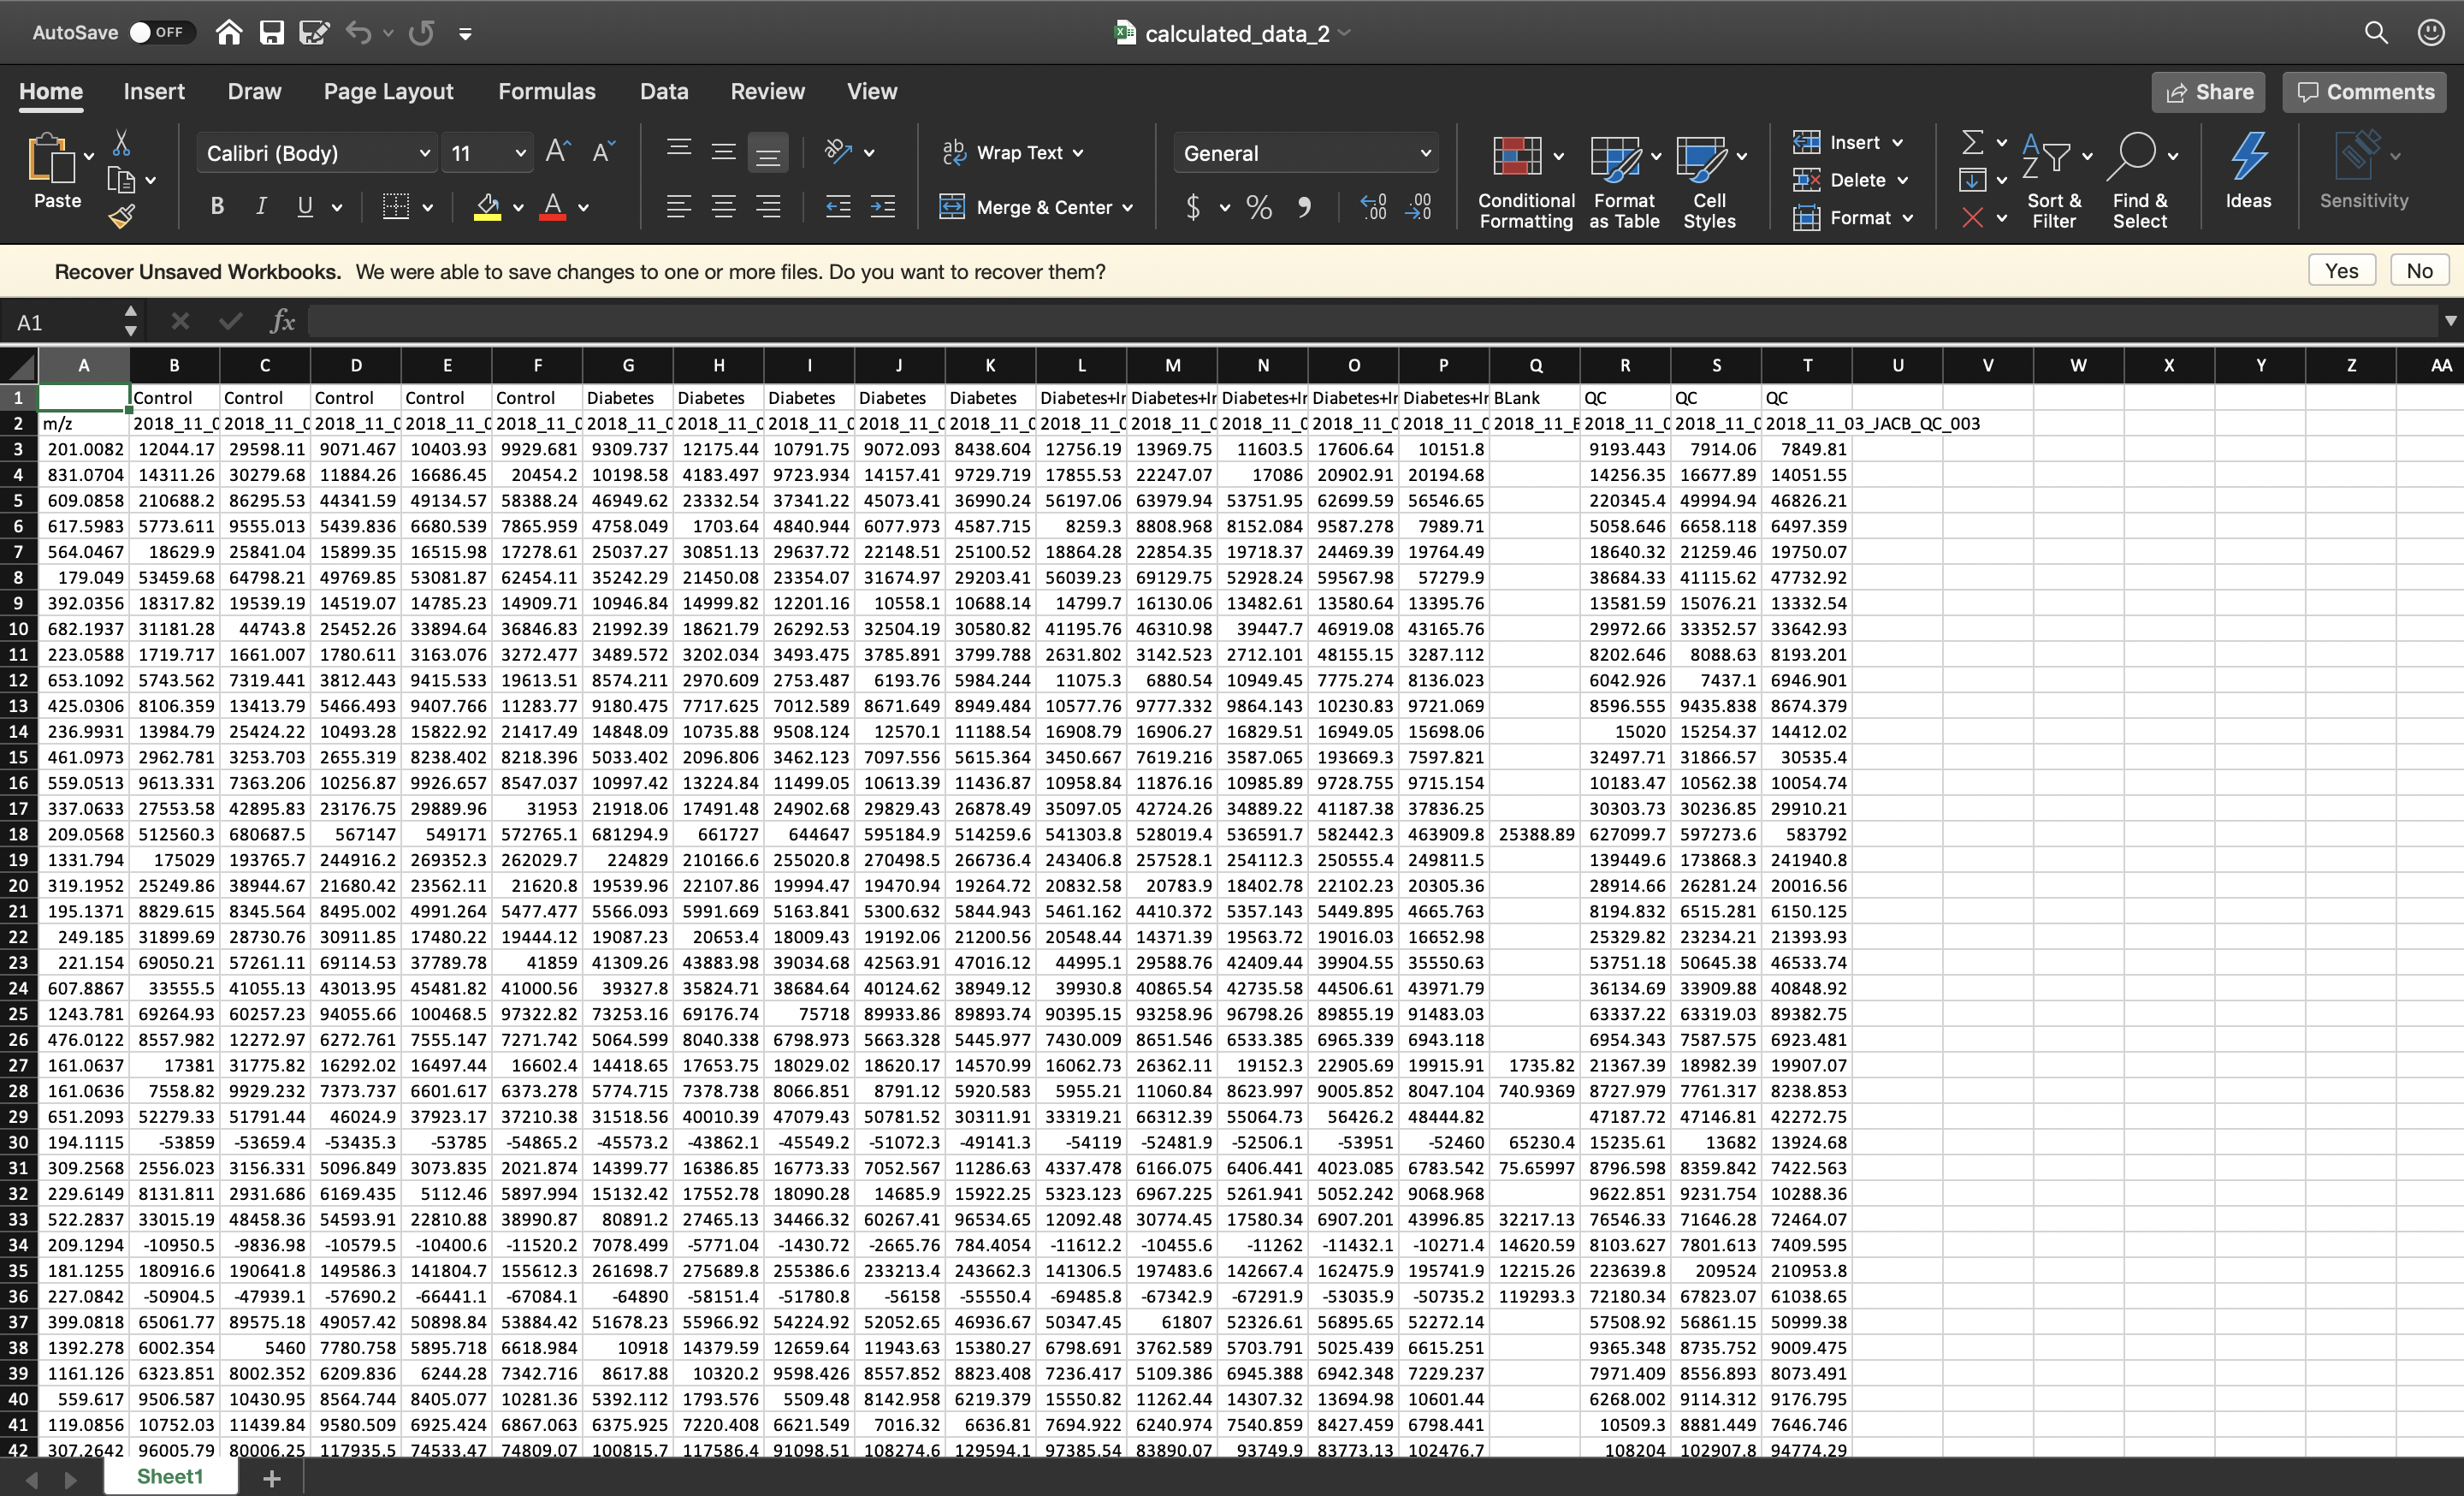 AutoSave OFF calculated_data_2
Home Insert Draw Page Layout Formulas Data Review View Share Comments
Paste Calibri (Body) 11 Wrap Text General Insert
B I U Merge & Center $ % Delete
Conditional Formatting Format as Table Cell Styles Format Sort & Filter Find & Select Ideas Sensitivity
Recover Unsaved Workbooks. We were able to save changes to one or more files. Do you want to recover them? Yes No
A1 fx
A B C D E F G H I J K L M N O P Q R S T U V W X Y Z AA
1 Control Control Control Control Control Diabetes Diabetes Diabetes Diabetes Diabetes Diabetes+Ir Diabetes+Ir Diabetes+Ir Diabetes+Ir Diabetes+Ir BLank QC QC QC
2 m/z 2018_11_0 2018_11_0 2018_11_0 2018_11_0 2018_11_0 2018_11_0 2018_11_0 2018_11_0 2018_11_0 2018_11_0 2018_11_0 2018_11_0 2018_11_0 2018_11_0 2018_11_0 2018_11_E 2018_11_0 2018_11_0 2018_11_03_JACB_QC_003
3 201.0082 12044.17 29598.11 9071.467 10403.93 9929.681 9309.737 12175.44 10791.75 9072.093 8438.604 12756.19 13969.75 11603.5 17606.64 10151.8 9193.443 7914.06 7849.81
4 831.0704 14311.26 30279.68 11884.26 16686.45 20454.2 10198.58 4183.497 9723.934 14157.41 9729.719 17855.53 22247.07 17086 20902.91 20194.68 14256.35 16677.89 14051.55
5 609.0858 210688.2 86295.53 44341.59 49134.57 58388.24 46949.62 23332.54 37341.22 45073.41 36990.24 56197.06 63979.94 53751.95 62699.59 56546.65 220345.4 49994.94 46826.21
6 617.5983 5773.611 9555.013 5439.836 6680.539 7865.959 4758.049 1703.64 4840.944 6077.973 4587.715 8259.3 8808.968 8152.084 9587.278 7989.71 5058.646 6658.118 6497.359
7 564.0467 18629.9 25841.04 15899.35 16515.98 17278.61 25037.27 30851.13 29637.72 22148.51 25100.52 18864.28 22854.35 19718.37 24469.39 19764.49 18640.32 21259.46 19750.07
8 179.049 53459.68 64798.21 49769.85 53081.87 62454.11 35242.29 21450.08 23354.07 31674.97 29203.41 56039.23 69129.75 52928.24 59567.98 57279.9 38684.33 41115.62 47732.92
9 392.0356 18317.82 19539.19 14519.07 14785.23 14909.71 10946.84 14999.82 12201.16 10558.1 10688.14 14799.7 16130.06 13482.61 13580.64 13395.76 13581.59 15076.21 13332.54
10 682.1937 31181.28 44743.8 25452.26 33894.64 36846.83 21992.39 18621.79 26292.53 32504.19 30580.82 41195.76 46310.98 39447.7 46919.08 43165.76 29972.66 33352.57 33642.93
11 223.0588 1719.717 1661.007 1780.611 3163.076 3272.477 3489.572 3202.034 3493.475 3785.891 3799.788 2631.802 3142.523 2712.101 48155.15 3287.112 8202.646 8088.63 8193.201
12 653.1092 5743.562 7319.441 3812.443 9415.533 19613.51 8574.211 2970.609 2753.487 6193.76 5984.244 11075.3 6880.54 10949.45 7775.274 8136.023 6042.926 7437.1 6946.901
13 425.0306 8106.359 13413.79 5466.493 9407.766 11283.77 9180.475 7717.625 7012.589 8671.649 8949.484 10577.76 9777.332 9864.143 10230.83 9721.069 8596.555 9435.838 8674.379
14 236.9931 13984.79 25424.22 10493.28 15822.92 21417.49 14848.09 10735.88 9508.124 12570.1 11188.54 16908.79 16906.27 16829.51 16949.05 15698.06 15020 15254.37 14412.02
15 461.0973 2962.781 3253.703 2655.319 8238.402 8218.396 5033.402 2096.806 3462.123 7097.556 5615.364 3450.667 7619.216 3587.065 193669.3 7597.821 32497.71 31866.57 30535.4
16 559.0513 9613.331 7363.206 10256.87 9926.657 8547.037 10997.42 13224.84 11499.05 10613.39 11436.87 10958.84 11876.16 10985.89 9728.755 9715.154 10183.47 10562.38 10054.74
17 337.0633 27553.58 42895.83 23176.75 29889.96 31953 21918.06 17491.48 24902.68 29829.43 26878.49 35097.05 42724.26 34889.22 41187.38 37836.25 30303.73 30236.85 29910.21
18 209.0568 512560.3 680687.5 567147 549171 572765.1 681294.9 661727 644647 595184.9 514259.6 541303.8 528019.4 536591.7 582442.3 463909.8 25388.89 627099.7 597273.6 583792
19 1331.794 175029 193765.7 244916.2 269352.3 262029.7 224829 210166.6 255020.8 270498.5 266736.4 243406.8 257528.1 254112.3 250555.4 249811.5 139449.6 173868.3 241940.8
20 319.1952 25249.86 38944.67 21680.42 23562.11 21620.8 19539.96 22107.86 19994.47 19470.94 19264.72 20832.58 20783.9 18402.78 22102.23 20305.36 28914.66 26281.24 20016.56
21 195.1371 8829.615 8345.564 8495.002 4991.264 5477.477 5566.093 5991.669 5163.841 5300.632 5844.943 5461.162 4410.372 5357.143 5449.895 4665.763 8194.832 6515.281 6150.125
22 249.185 31899.69 28730.76 30911.85 17480.22 19444.12 19087.23 20653.4 18009.43 19192.06 21200.56 20548.44 14371.39 19563.72 19016.03 16652.98 25329.82 23234.21 21393.93
23 221.154 69050.21 57261.11 69114.53 37789.78 41859 41309.26 43883.98 39034.68 42563.91 47016.12 44995.1 29588.76 42409.44 39904.55 35550.63 53751.18 50645.38 46533.74
24 607.8867 33555.5 41055.13 43013.95 45481.82 41000.56 39327.8 35824.71 38684.64 40124.62 38949.12 39930.8 40865.54 42735.58 44506.61 43971.79 36134.69 33909.88 40848.92
25 1243.781 69264.93 60257.23 94055.66 100468.5 97322.82 73253.16 69176.74 75718 89933.86 89893.74 90395.15 93258.96 96798.26 89855.19 91483.03 63337.22 63319.03 89382.75
26 476.0122 8557.982 12272.97 6272.761 7555.147 7271.742 5064.599 8040.338 6798.973 5663.328 5445.977 7430.009 8651.546 6533.385 6965.339 6943.118 6954.343 7587.575 6923.481
27 161.0637 17381 31775.82 16292.02 16497.44 16602.4 14418.65 17653.75 18029.02 18620.17 14570.99 16062.73 26362.11 19152.3 22905.69 19915.91 1735.82 21367.39 18982.39 19907.07
28 161.0636 7558.82 9929.232 7373.737 6601.617 6373.278 5774.715 7378.738 8066.851 8791.12 5920.583 5955.21 11060.84 8623.997 9005.852 8047.104 740.9369 8727.979 7761.317 8238.853
29 651.2093 52279.33 51791.44 46024.9 37923.17 37210.38 31518.56 40010.39 47079.43 50781.52 30311.91 33319.21 66312.39 55064.73 56426.2 48444.82 47187.72 47146.81 42272.75
30 194.1115 -53859 -53659.4 -53435.3 -53785 -54865.2 -45573.2 -43862.1 -45549.2 -51072.3 -49141.3 -54119 -52481.9 -52506.1 -53951 -52460 65230.4 15235.61 13682 13924.68
31 309.2568 2556.023 3156.331 5096.849 3073.835 2021.874 14399.77 16386.85 16773.33 7052.567 11286.63 4337.478 6166.075 6406.441 4023.085 6783.542 75.65997 8796.598 8359.842 7422.563
32 229.6149 8131.811 2931.686 6169.435 5112.46 5897.994 15132.42 17552.78 18090.28 14685.9 15922.25 5323.123 6967.225 5261.941 5052.242 9068.968 9622.851 9231.754 10288.36
33 522.2837 33015.19 48458.36 54593.91 22810.88 38990.87 80891.2 27465.13 34466.32 60267.41 96534.65 12092.48 30774.45 17580.34 6907.201 43996.85 32217.13 76546.33 71646.28 72464.07
34 209.1294 -10950.5 -9836.98 -10579.5 -10400.6 -11520.2 7078.499 -5771.04 -1430.72 -2665.76 784.4054 -11612.2 -10455.6 -11262 -11432.1 -10271.4 14620.59 8103.627 7801.613 7409.595
35 181.1255 180916.6 190641.8 149586.3 141804.7 155612.3 261698.7 275689.8 255386.6 233213.4 243662.3 141306.5 197483.6 142667.4 162475.9 195741.9 12215.26 223639.8 209524 210953.8
36 227.0842 -50904.5 -47939.1 -57690.2 -66441.1 -67084.1 -64890 -58151.4 -51780.8 -56158 -55550.4 -69485.8 -67342.9 -67291.9 -53035.9 -50735.2 119293.3 72180.34 67823.07 61038.65
37 399.0818 65061.77 89575.18 49057.42 50898.84 53884.42 51678.23 55966.92 54224.92 52052.65 46936.67 50347.45 61807 52326.61 56895.65 52272.14 57508.92 56861.15 50999.38
38 1392.278 6002.354 5460 7780.758 5895.718 6618.984 10918 14379.59 12659.64 11943.63 15380.27 6798.691 3762.589 5703.791 5025.439 6615.251 9365.348 8735.752 9009.475
39 1161.126 6323.851 8002.352 6209.836 6244.28 7342.716 8617.88 10320.2 9598.426 8557.852 8823.408 7236.417 5109.386 6945.388 6942.348 7229.237 7971.409 8556.893 8073.491
40 559.617 9506.587 10430.95 8564.744 8405.077 10281.36 5392.112 1793.576 5509.48 8142.958 6219.379 15550.82 11262.44 14307.32 13694.98 10601.44 6268.002 9114.312 9176.795
41 119.0856 10752.03 11439.84 9580.509 6925.424 6867.063 6375.925 7220.408 6621.549 7016.32 6636.81 7694.922 6240.974 7540.859 8427.459 6798.441 10509.3 8881.449 7646.746
42 307.2642 96005.79 80006.25 117935.5 74533.47 74809.07 100815.7 117586.4 91098.51 108274.6 129594.1 97385.54 83890.07 93749.9 83773.13 102476.7 108204 102907.8 94774.29
Sheet1 +